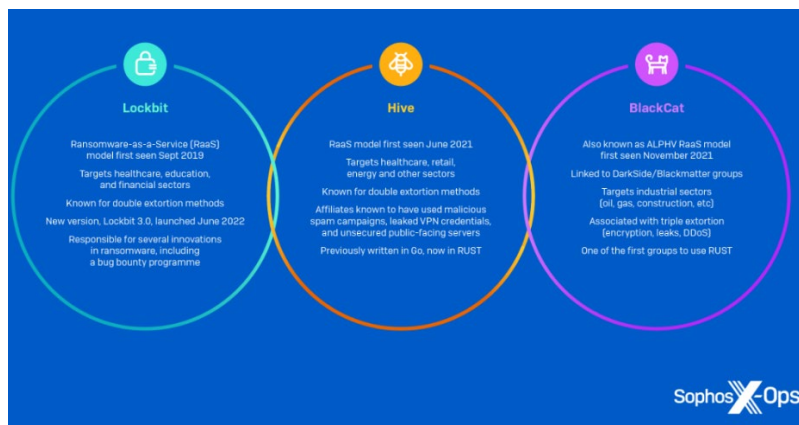 Lockbit
Ransomware-as-a-Service (RaaS)
model first seen Sept 2019
Targets healthcare, education,
and financial sectors
Known for double extortion methods
New version, Lockbit 3.0, launched June 2022
Responsible for several innovations
in ransomware, including
a bug bounty programme
Hive
RaaS model first seen June 2021
Targets healthcare, retail,
energy and other sectors
Known for double extortion methods
Affiliates known to have used malicious
spam campaigns, leaked VPN credentials,
and unsecured public-facing servers
Previously written in Go, now in RUST
BlackCat
Also known as ALPHV RaaS model
first seen November 2021
Linked to DarkSide/Blackmatter groups
Targets industrial sectors
(oil, gas, construction, etc)
Associated with triple extortion
(encryption, leaks, DDoS)
One of the first groups to use RUST
Sophos X-Ops